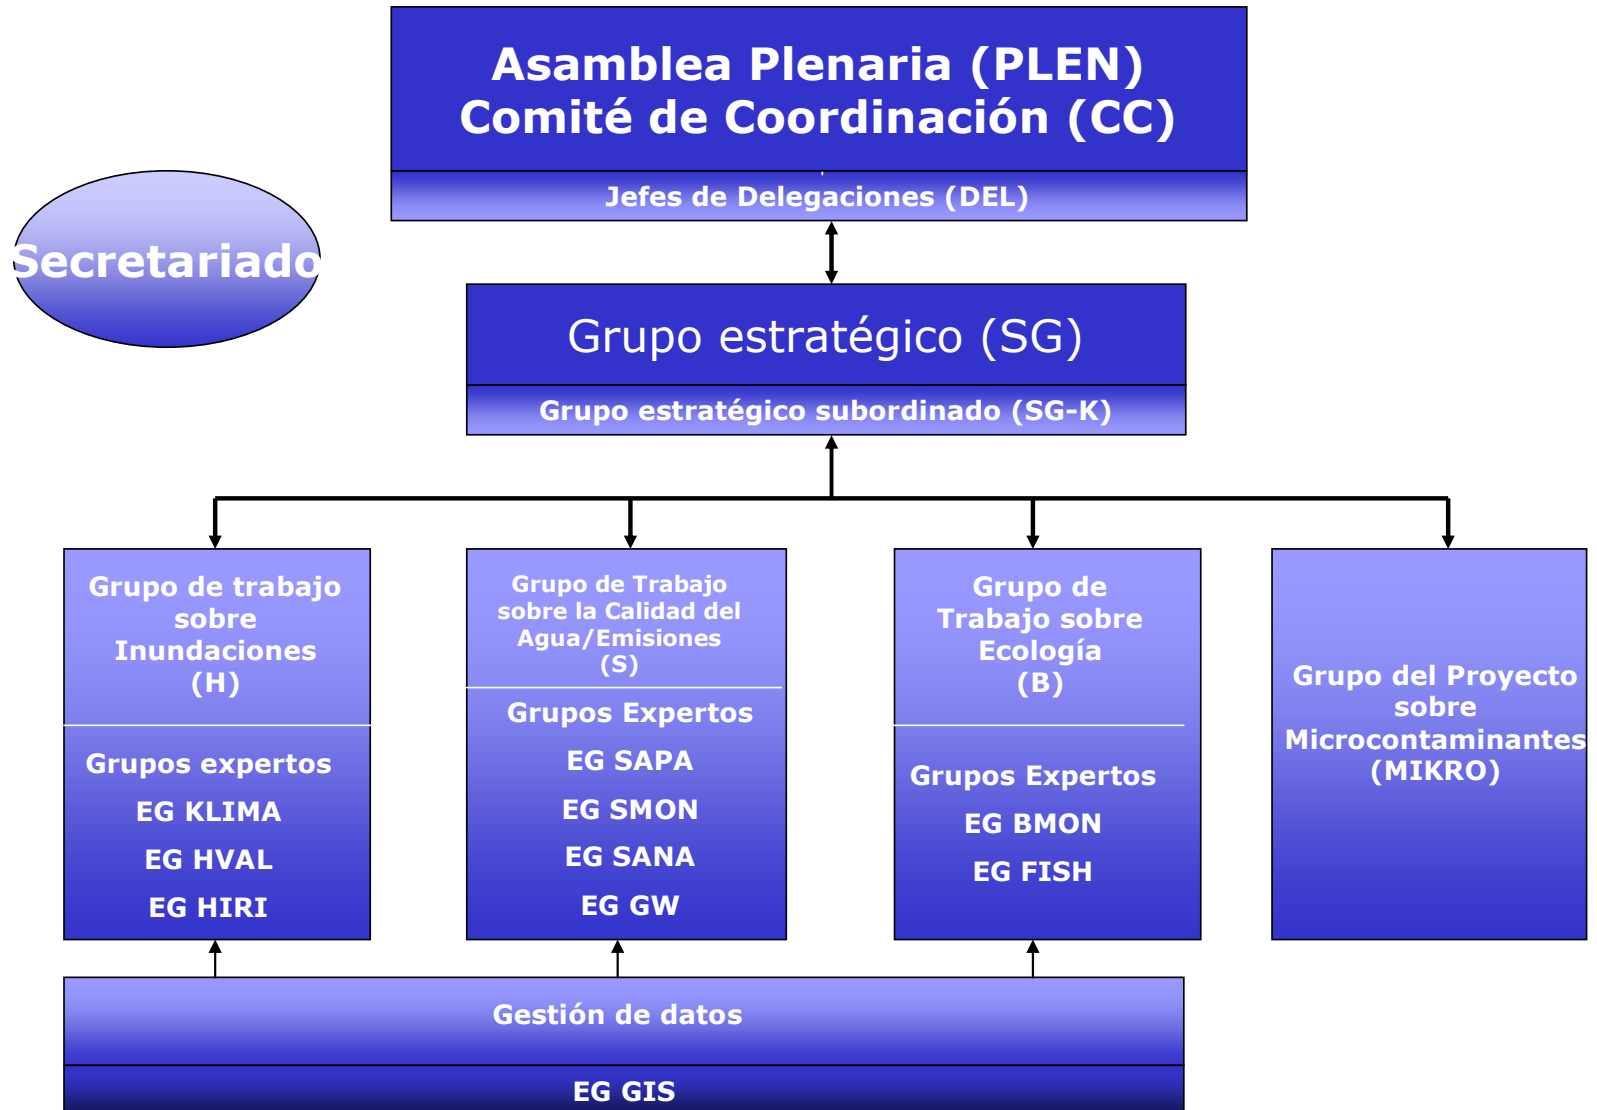 Asamblea Plenaria (PLEN)
Comité de Coordinación (CC)
Jefes de Delegaciones (DEL)
Secretariado
Grupo estratégico (SG)
Grupo estratégico subordinado (SG-K)
Grupo de trabajo
sobre
Inundaciones
(H)
Grupos expertos
EG KLIMA
EG HVAL
EG HIRI
Grupo de Trabajo
sobre la Calidad del
Agua/Emisiones
(S)
Grupos Expertos
EG SAPA
EG SMON
EG SANA
EG GW
Grupo de
Trabajo sobre
Ecología
(B)
Grupos Expertos
EG BMON
EG FISH
Grupo del Proyecto
sobre
Microcontaminantes
(MIKRO)
Gestión de datos
EG GIS